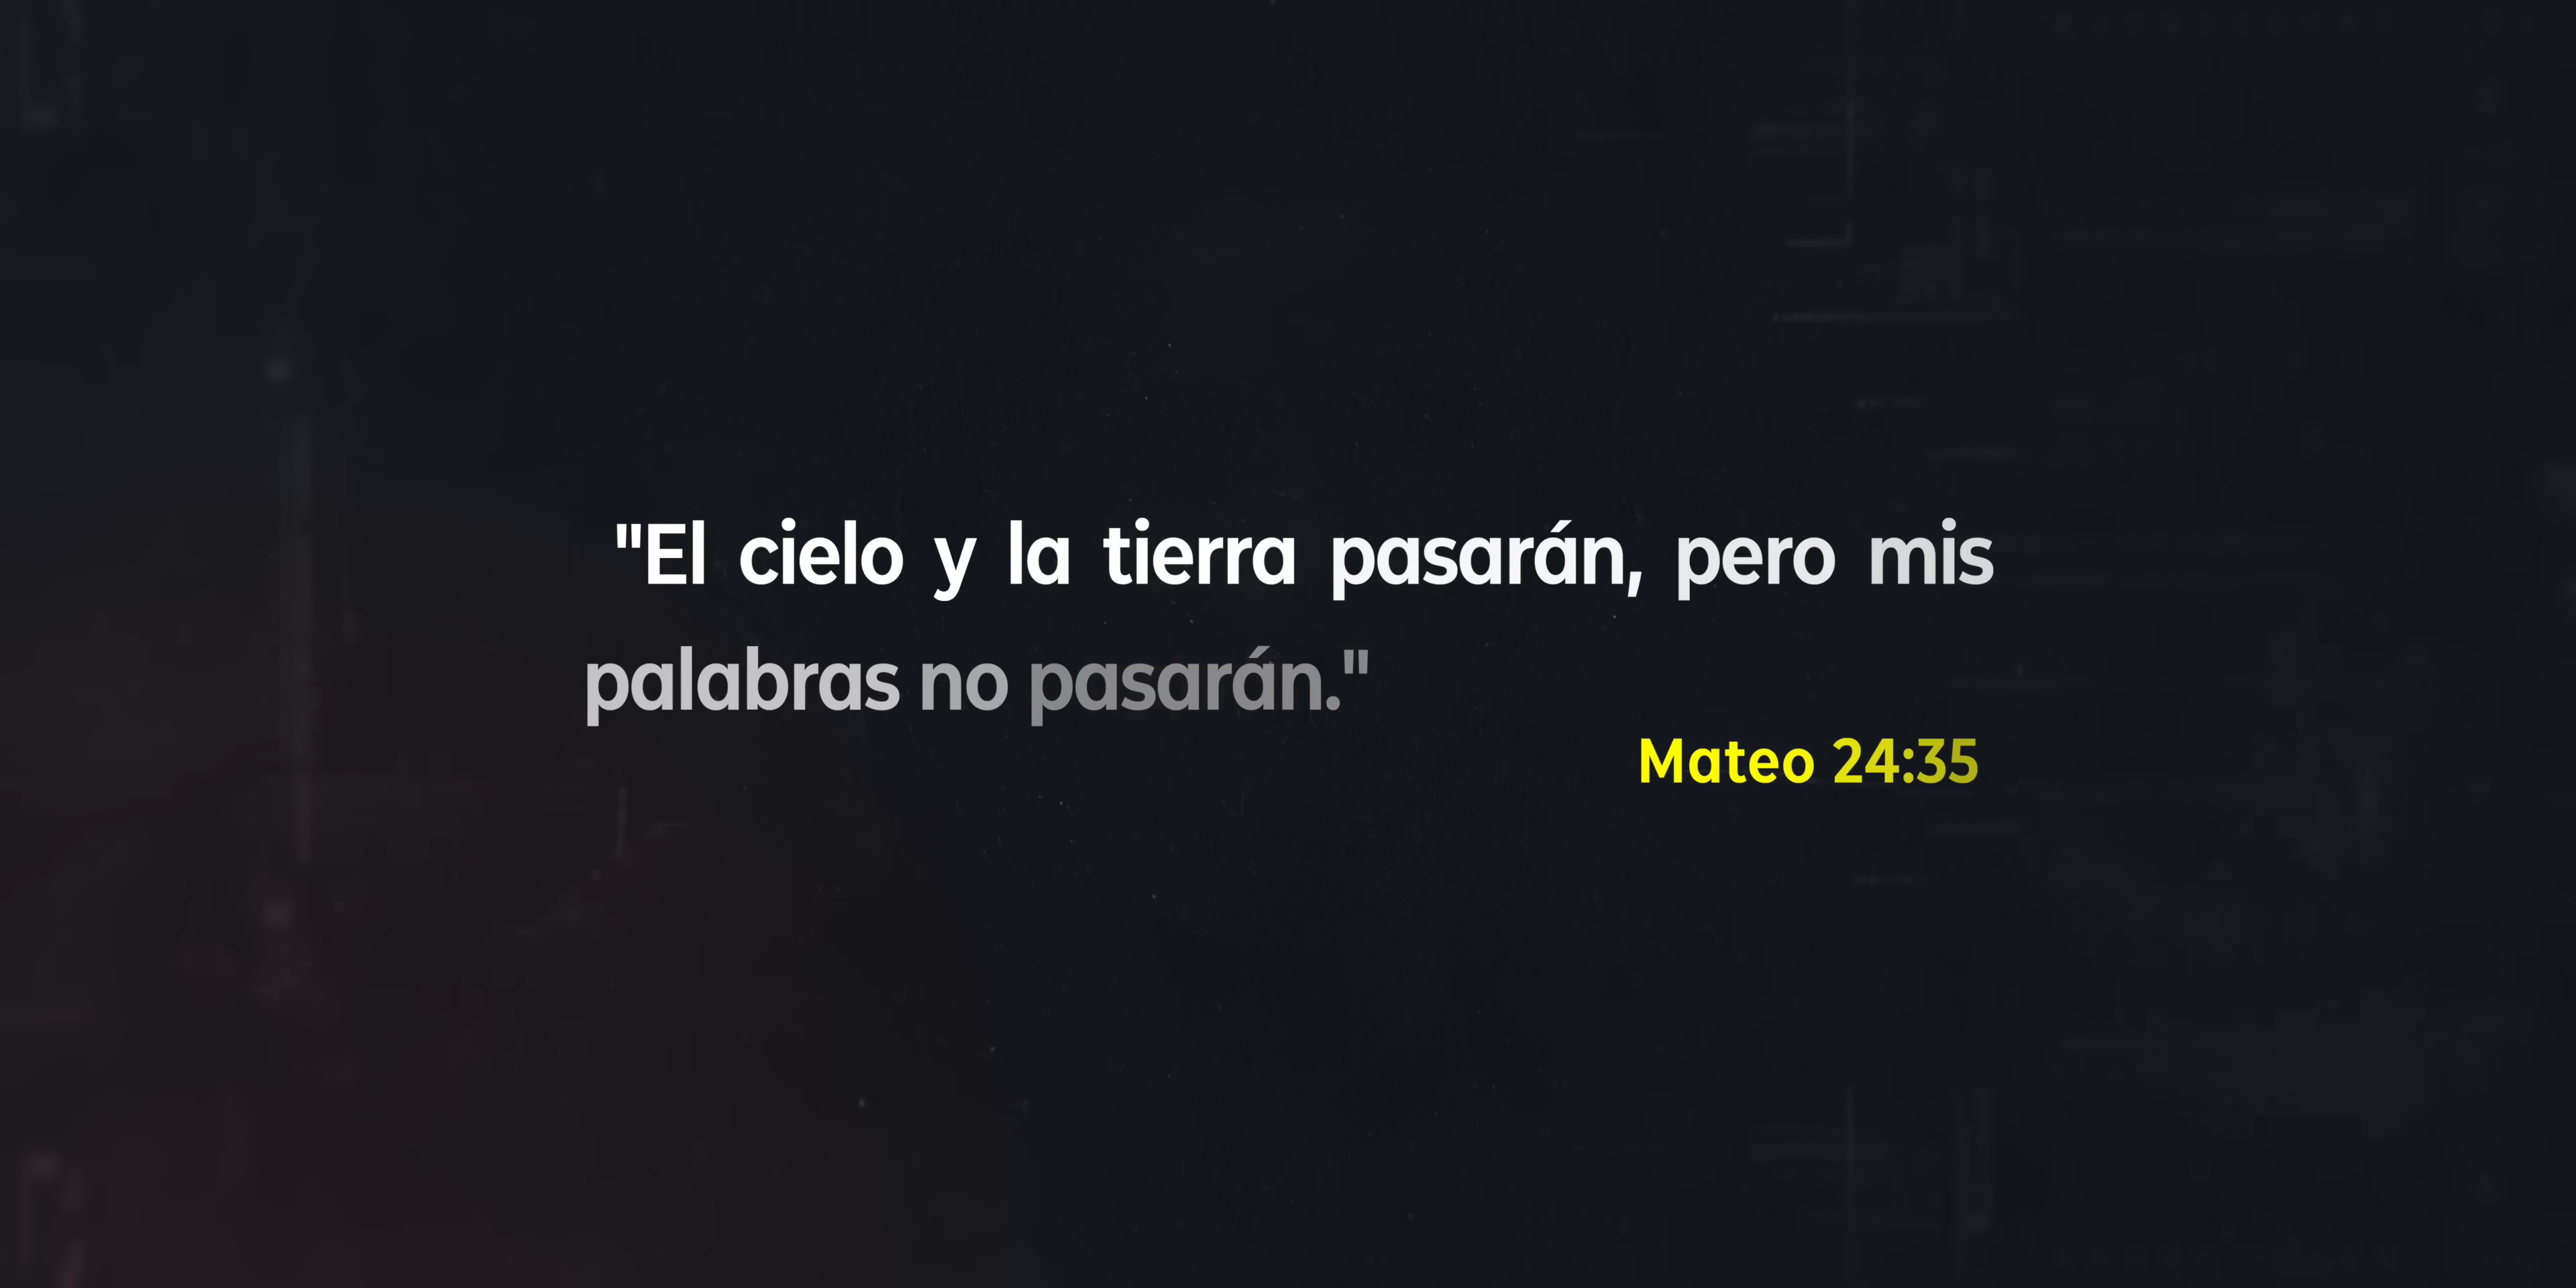 "El cielo y la tierra pasarán, pero mis
palabras no pasarán."
Mateo 24:35